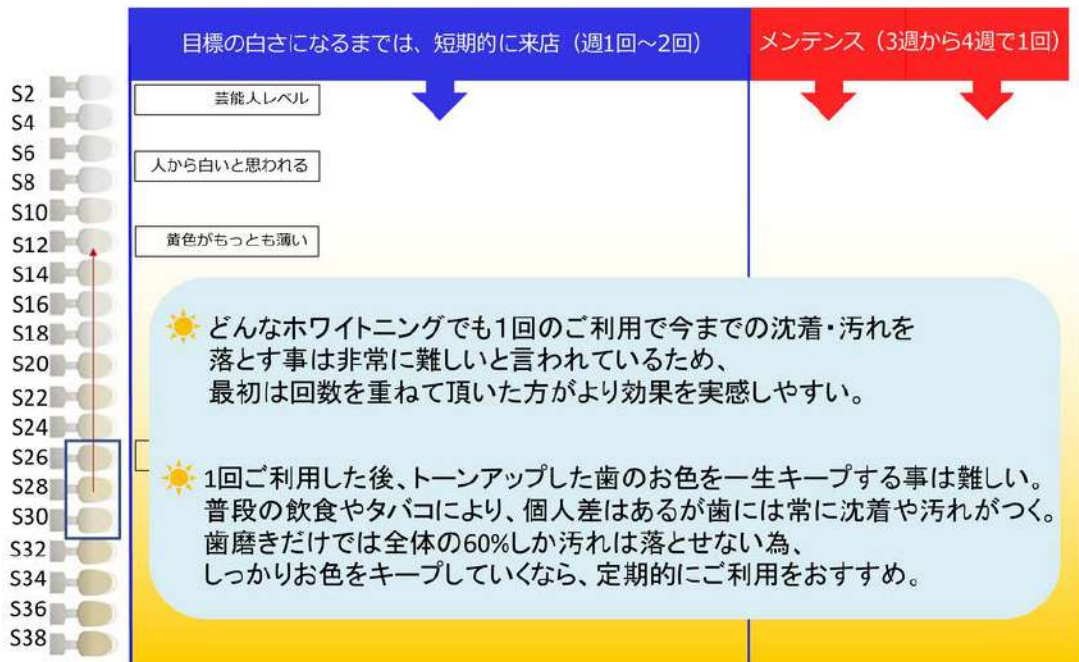 目標の白さになるまでは、短期的に来店（週1回～2回）
メンテンス（3週から4週で1回）
S2
芸能人レベル
S4
S6
人から白いと思われる
S8
S10
S12
黄色がもっとも薄い
S14
S16
S18
S20
S22
S24
S26
S28
S30
S32
S34
S36
S38
どんなホワイトニングでも1回のご利用で今までの沈着・汚れを
落とす事は非常に難しいと言われているため、
最初は回数を重ねて頂いた方がより効果を実感しやすい。
1回ご利用した後、トーンアップした歯のお色を一生キープする事は難しい。
普段の飲食やタバコにより、個人差はあるが歯には常に沈着や汚れがつく。
歯磨きだけでは全体の60%しか汚れは落とせない為、
しっかりお色をキープしていくなら、定期的にご利用をおすすめ。